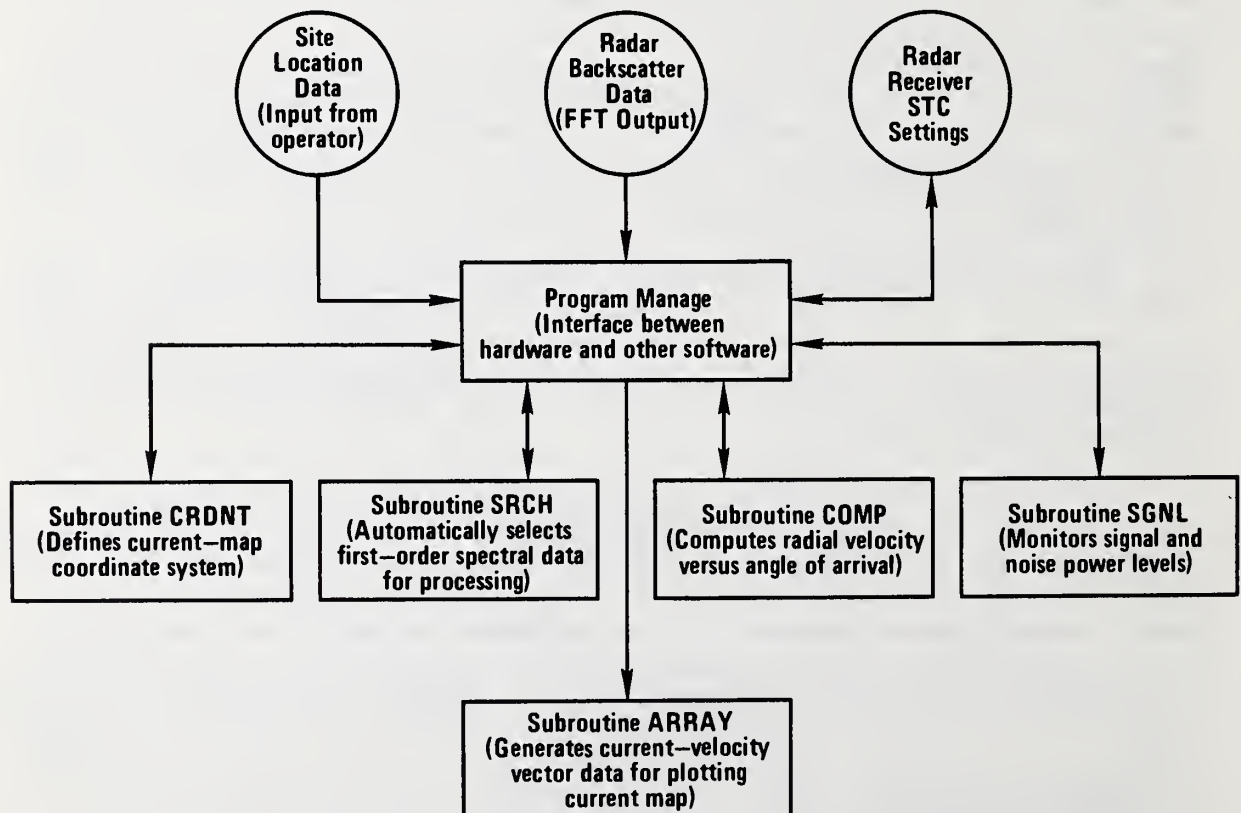 Site
Location
Data
(Input from
operator)
Radar
Backscatter
Data
(FFT Output)
Radar
Receiver
STC
Settings
Program Manage
(Interface between
hardware and other software)
Subroutine CRDNT
(Defines current—map
coordinate system)
Subroutine SRCH
(Automatically selects
first—order spectral data
for processing)
Subroutine COMP
(Computes radial velocity
versus angle of arrival)
Subroutine SGNL
(Monitors signal and
noise power levels)
Subroutine ARRAY
(Generates current—velocity
vector data for plotting
current map)